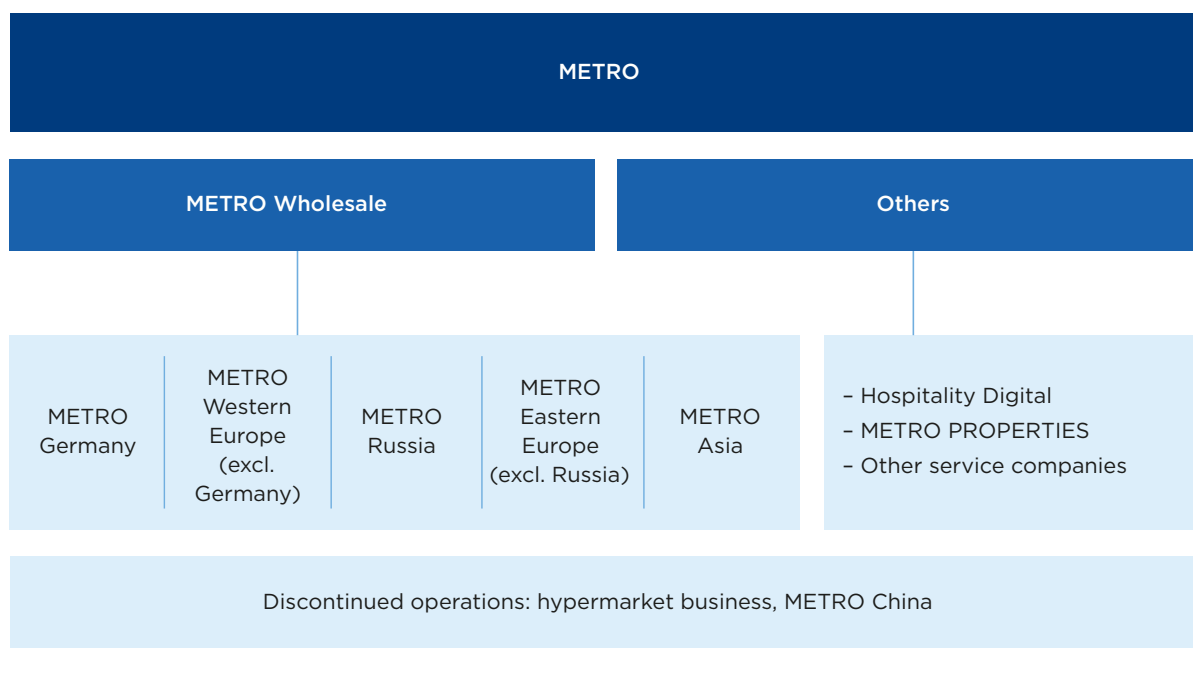 METRO
METRO Wholesale
Others
METRO
Germany
METRO
Western
Europe
(excl.
Germany)
METRO
Russia
METRO
Eastern
Europe
(excl. Russia)
METRO
Asia
– Hospitality Digital
– METRO PROPERTIES
– Other service companies
Discontinued operations: hypermarket business, METRO China